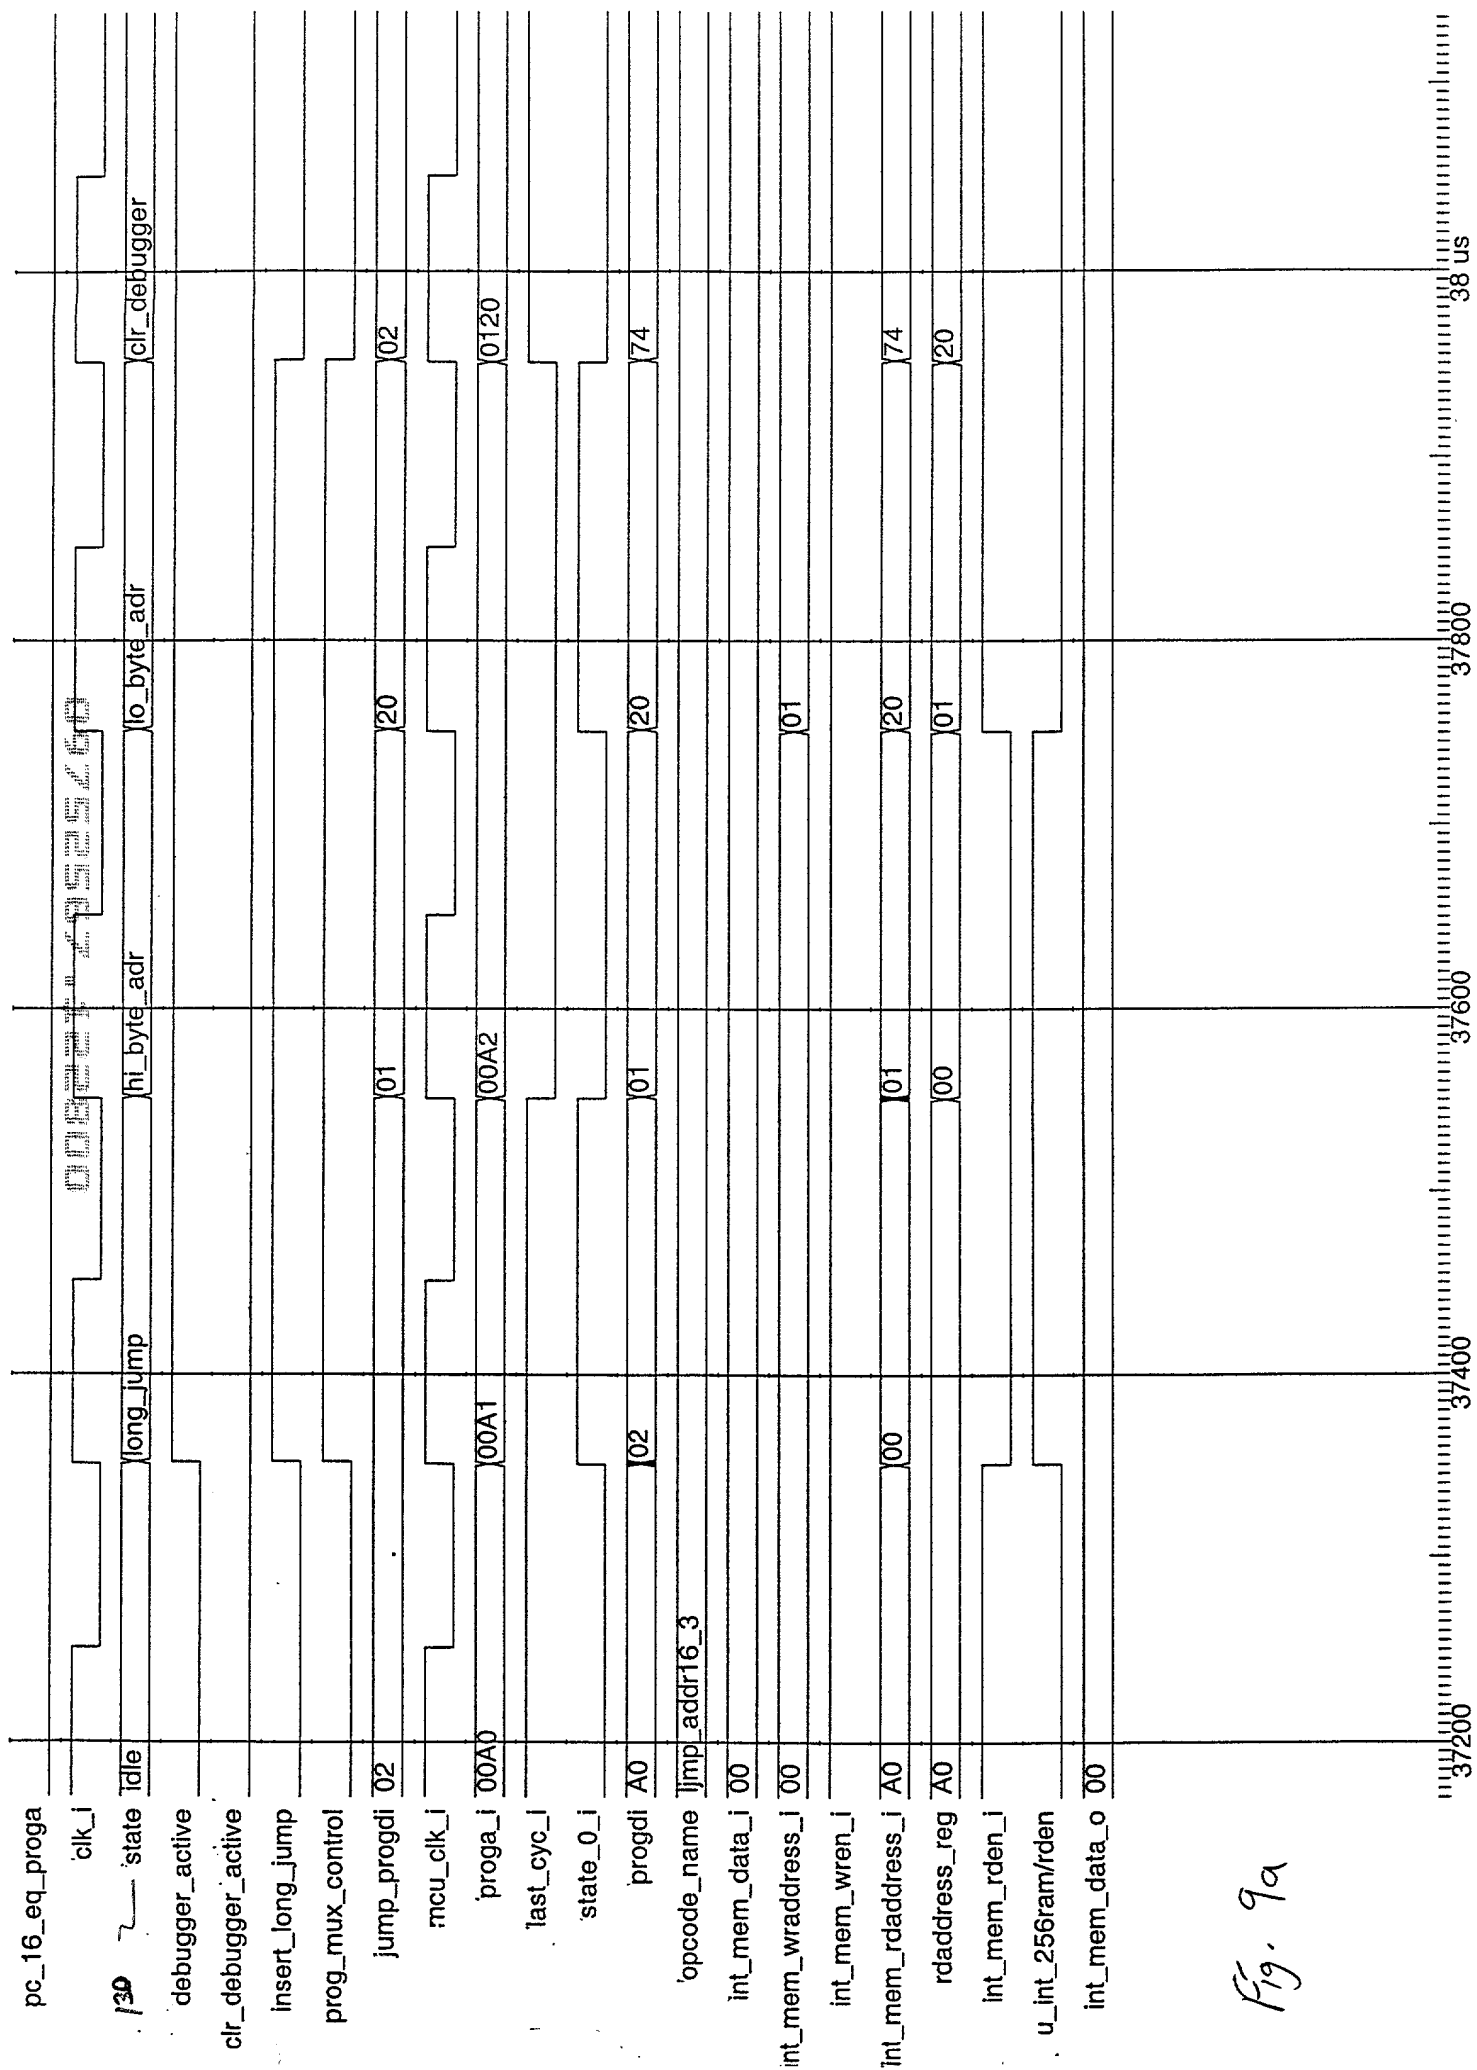 pc_16_eq_proga
clk_i
130 state idle long_jump hi_byte_adr lo_byte_adr clr_debugger
debugger_active
clr_debugger_active
insert_long_jump
prog_mux_control
jump_progdi 02 01 20 02
mcu_clk_i
proga_i 00A0 00A1 00A2 0120
last_cyc_i
state_0_i
progdi A0 02 01 20 74
opcode_name ljmp_addr16_3
int_mem_data_i 00
int_mem_wraddress_i 00 01
int_mem_wren_i
int_mem_rdaddress_i A0 00 01 20 74
rdaddress_reg A0 00 01 20
int_mem_rden_i
u_int_256ram/rden
int_mem_data_o 00
37200 37400 37600 37800 38 us
Fig. 9a